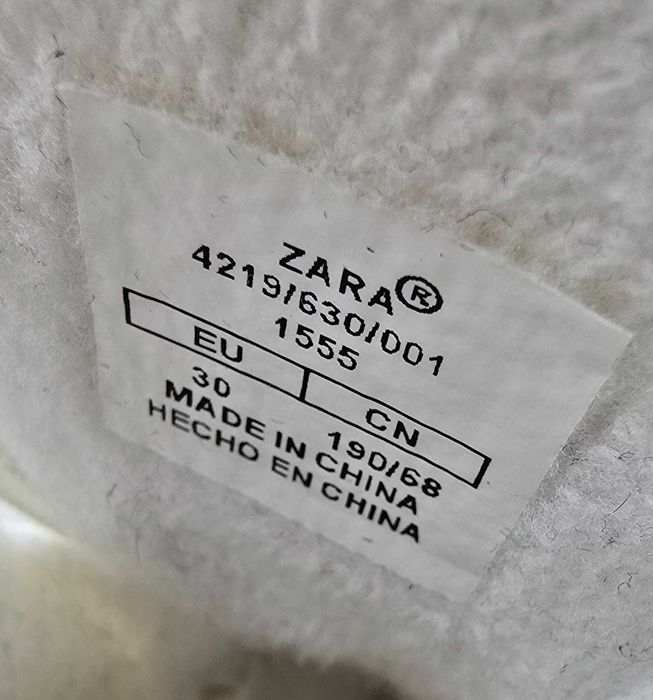 ZARA®
4219/630/001
1555
EU CN
30 190/68
MADE IN CHINA
HECHO EN CHINA